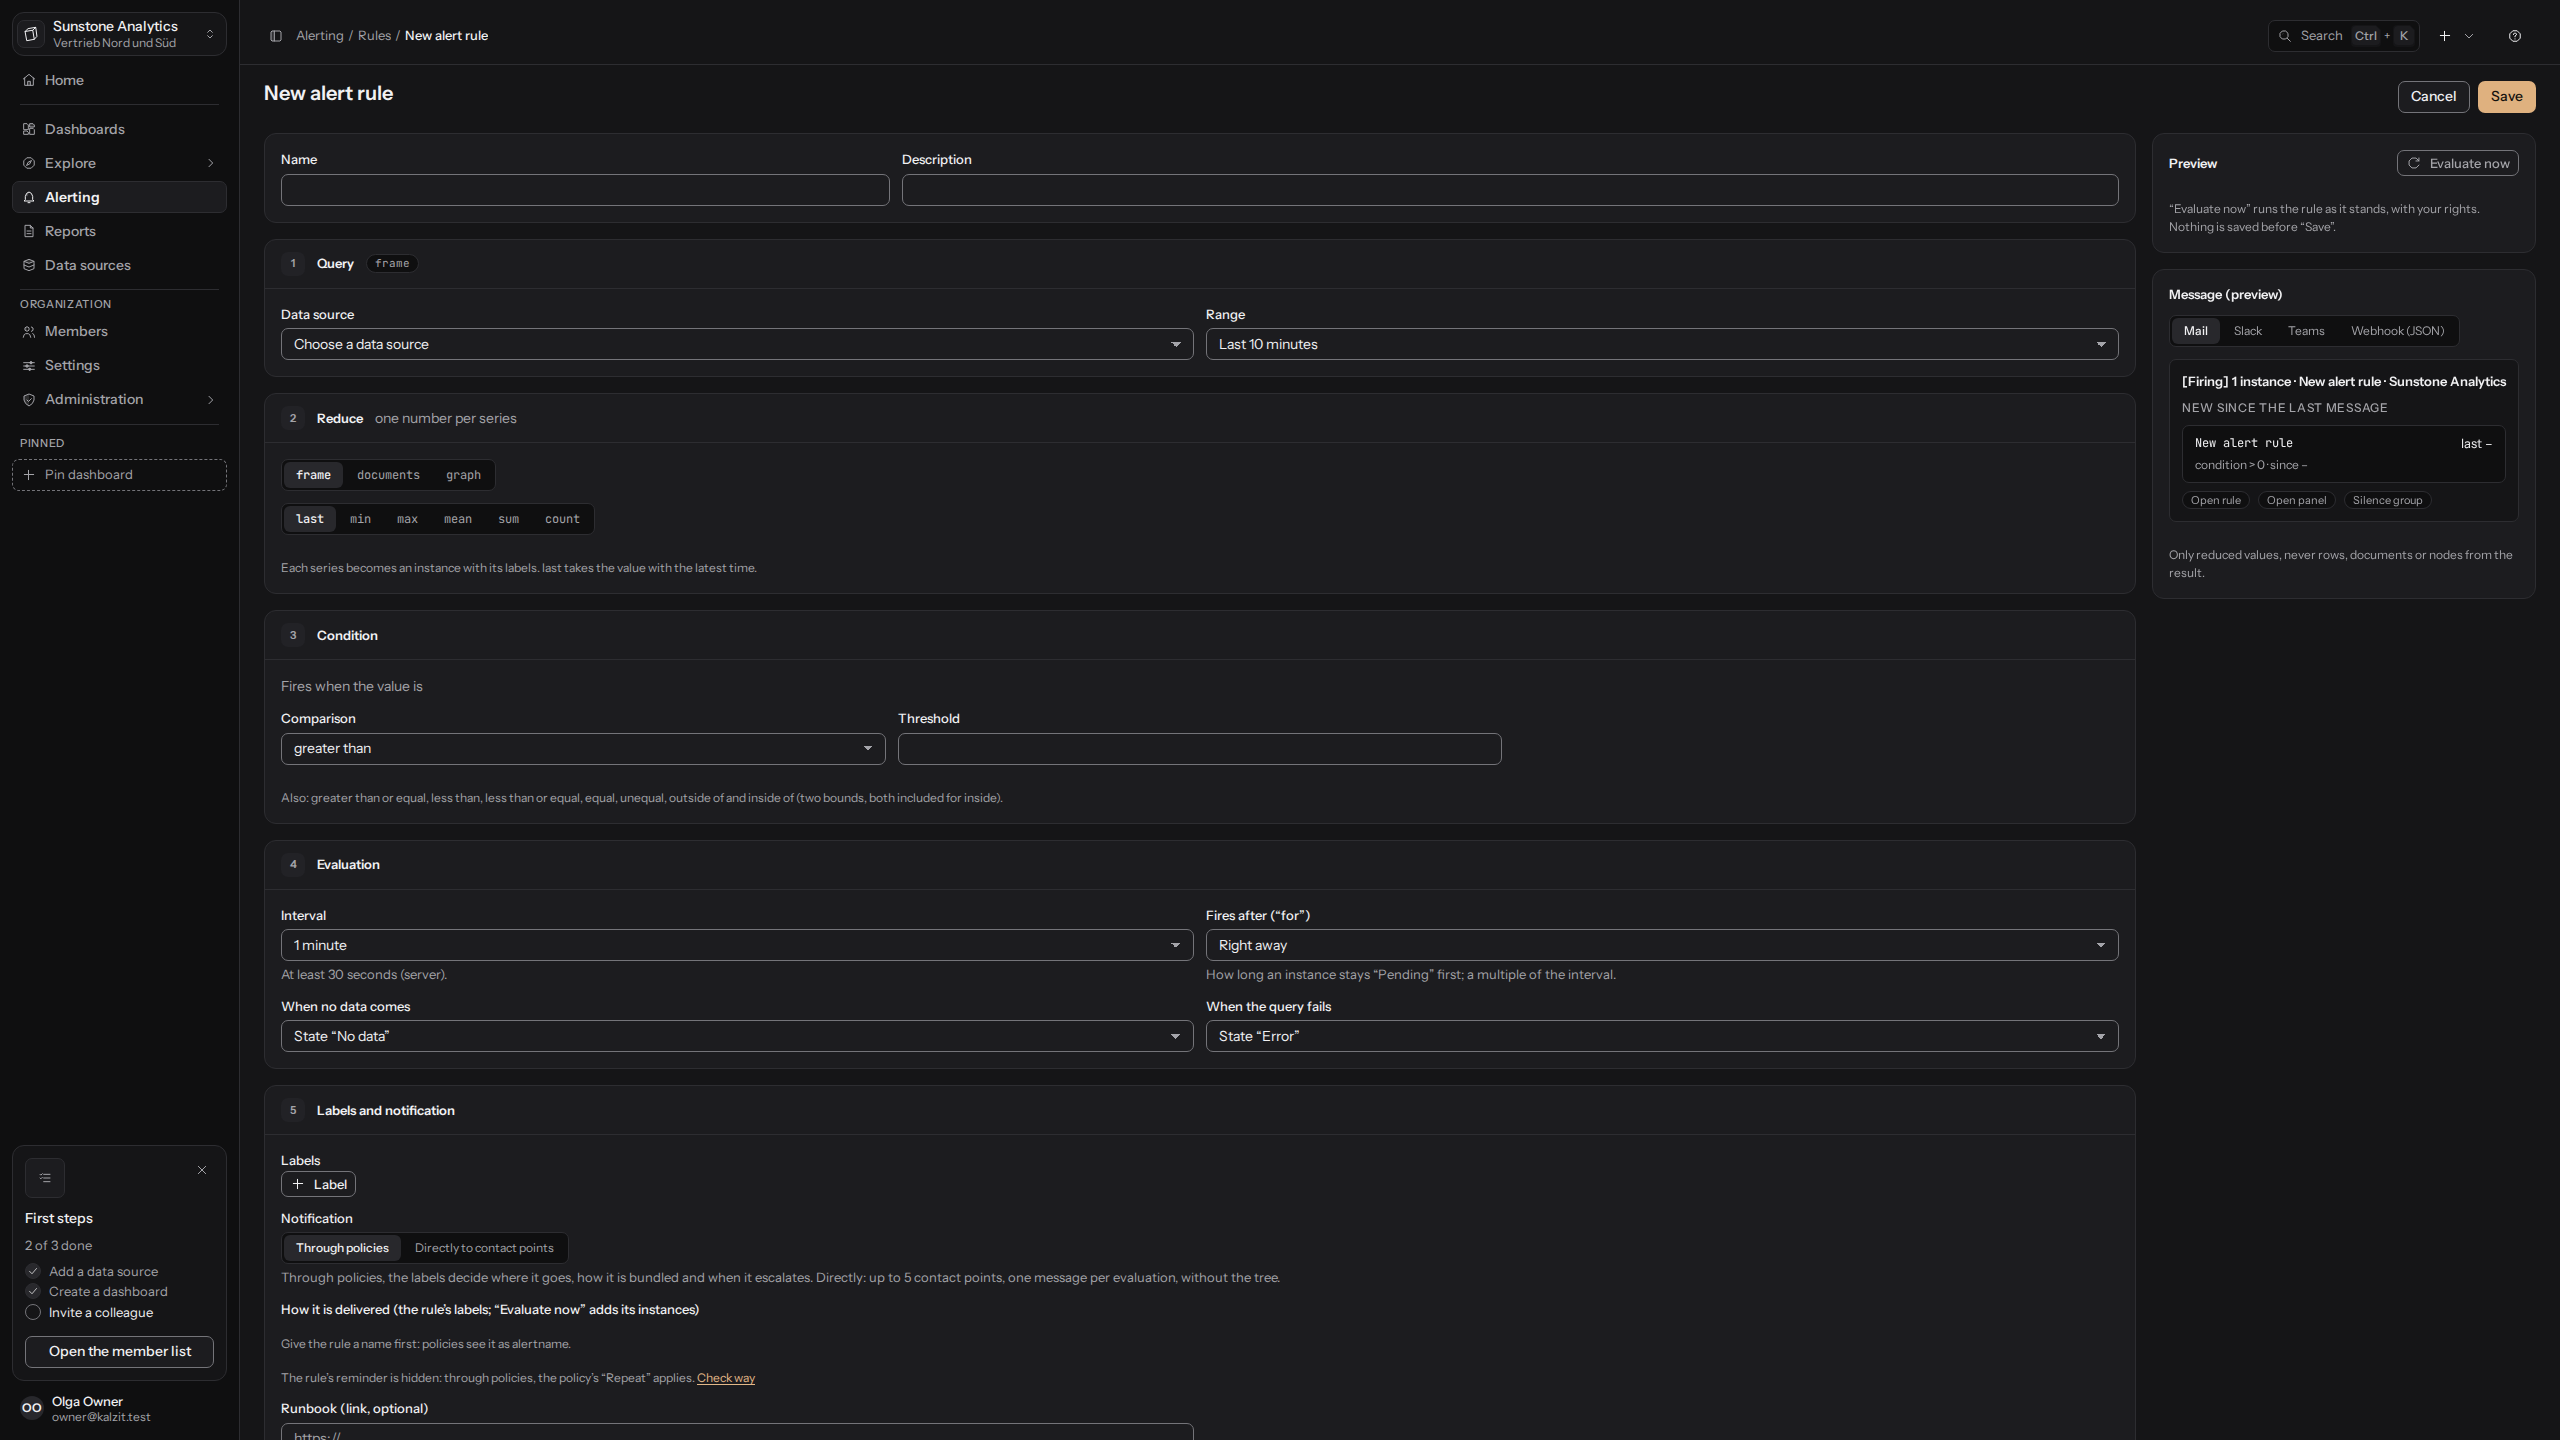 Sunstone Analytics
Vertrieb Nord und Süd
Home
Dashboards
Explore
Alerting
Reports
Data sources
ORGANIZATION
Members
Settings
Administration
PINNED
Pin dashboard
First steps
2 of 3 done
Add a data source
Create a dashboard
Invite a colleague
Open the member list
OO
Olga Owner
owner@kalzit.test
Alerting / Rules / New alert rule
Search Ctrl + K
New alert rule
Cancel
Save
Name
Description
1 Query frame
Data source
Range
Choose a data source
Last 10 minutes
2 Reduce one number per series
frame documents graph
last min max mean sum count
Each series becomes an instance with its labels. last takes the value with the latest time.
3 Condition
Fires when the value is
Comparison
Threshold
greater than
Also: greater than or equal, less than, less than or equal, equal, unequal, outside of and inside of (two bounds, both included for inside).
4 Evaluation
Interval
Fires after (“for”)
1 minute
Right away
At least 30 seconds (server).
How long an instance stays “Pending” first; a multiple of the interval.
When no data comes
When the query fails
State “No data”
State “Error”
5 Labels and notification
Labels
Label
Notification
Through policies Directly to contact points
Through policies, the labels decide where it goes, how it is bundled and when it escalates. Directly: up to 5 contact points, one message per evaluation, without the tree.
How it is delivered (the rule’s labels; “Evaluate now” adds its instances)
Give the rule a name first: policies see it as alertname.
The rule’s reminder is hidden: through policies, the policy’s “Repeat” applies. Check way
Runbook (link, optional)
https://
Preview
Evaluate now
“Evaluate now” runs the rule as it stands, with your rights.
Nothing is saved before “Save”.
Message (preview)
Mail Slack Teams Webhook (JSON)
[Firing] 1 instance · New alert rule · Sunstone Analytics
NEW SINCE THE LAST MESSAGE
New alert rule last –
condition > 0 · since –
Open rule Open panel Silence group
Only reduced values, never rows, documents or nodes from the
result.